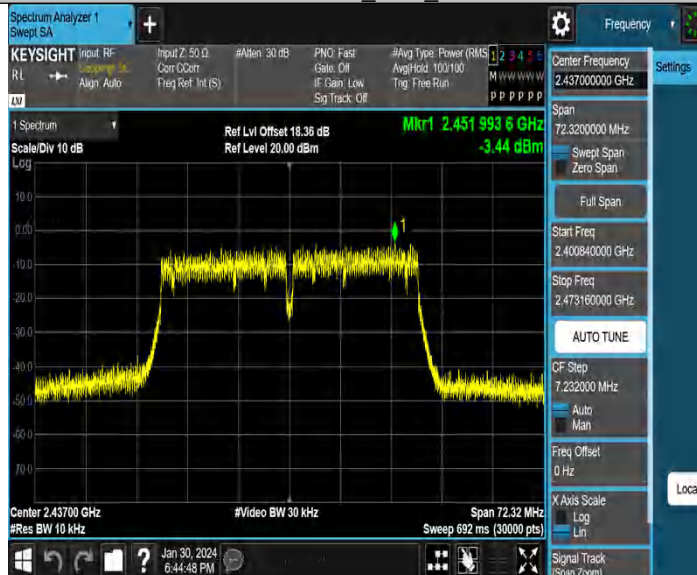 Spectrum Analyzer 1
Swept SA
Frequency
KEYSIGHT
Input: RF
Input Z: 50 Ω
#Atten: 30 dB
PNO: Fast
#Avg Type: Power (RMS
1 2 3 4 5 6
RL
Align: Auto
Corr CCorr
Freq Ref: Int (S)
Gate: Off
IF Gain: Low
Sig Track: Off
Avg|Hold: 100/100
Trig: Free Run
M W W W W W
P P P P P P
LXI
Center Frequency
2.437000000 GHz
Settings
Span
72.3200000 MHz
Swept Span
Zero Span
Full Span
Start Freq
2.400840000 GHz
Stop Freq
2.473160000 GHz
AUTO TUNE
CF Step
7.232000 MHz
Auto
Man
Freq Offset
0 Hz
X Axis Scale
Log
Lin
Local
Signal Track
(Span Zoom)
1 Spectrum
Scale/Div 10 dB
Log
Ref Lvl Offset 18.36 dB
Ref Level 20.00 dBm
Mkr1 2.451 993 6 GHz
-3.44 dBm
10.0
0.00
-10.0
-20.0
-30.0
-40.0
-50.0
-60.0
-70.0
1
Center 2.43700 GHz
#Video BW 30 kHz
Span 72.32 MHz
#Res BW 10 kHz
Sweep 692 ms (30000 pts)
?
Jan 30, 2024
6:44:48 PM